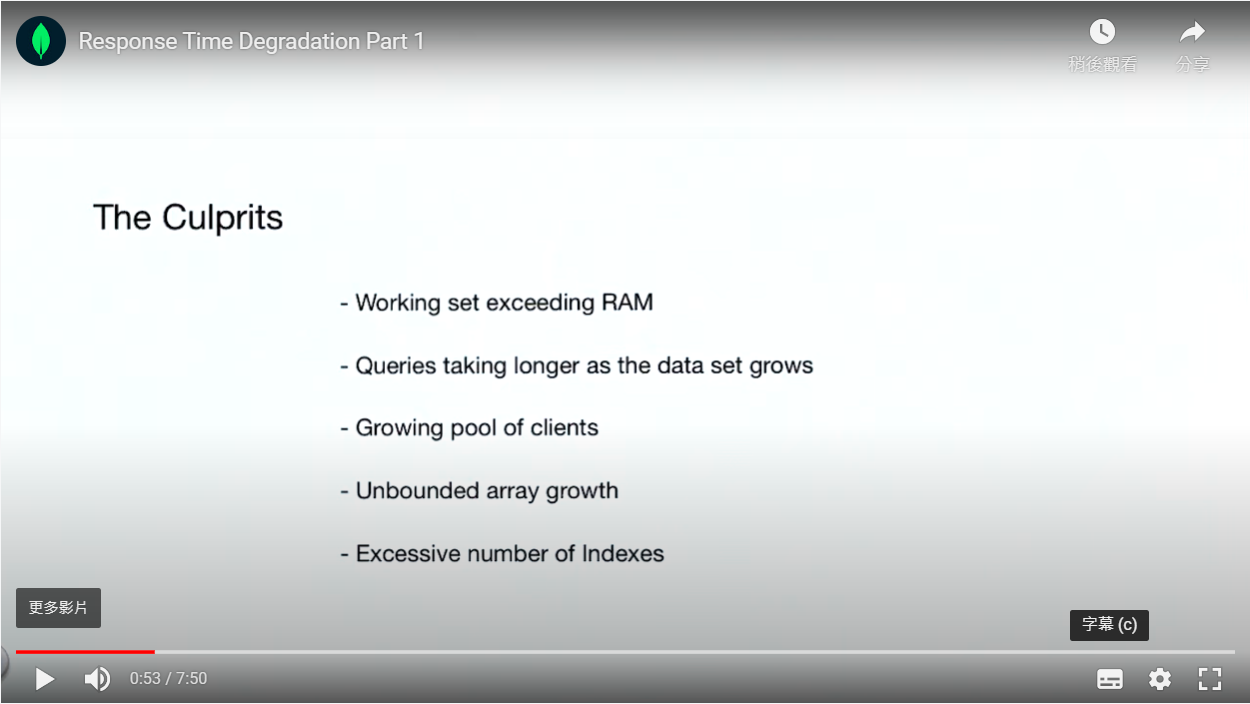 Response Time Degradation Part 1
稍後觀看
分享
The Culprits
- Working set exceeding RAM
- Queries taking longer as the data set grows
- Growing pool of clients
- Unbounded array growth
- Excessive number of Indexes
更多影片
字幕 (c)
0:53 / 7:50